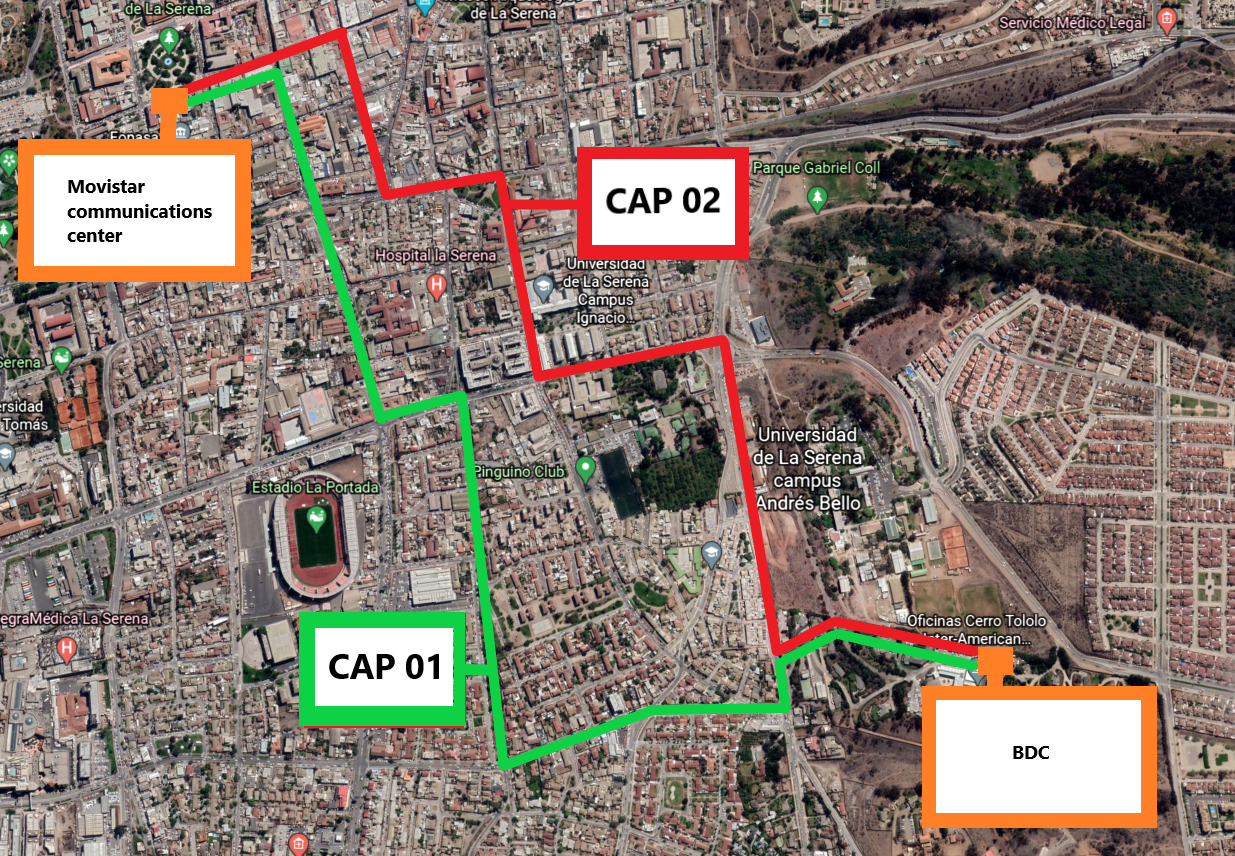 de La Serena
de La Serena
Servicio Médico Legal
Fonasa
Movistar
communications
center
CAP 02
Parque Gabriel Coll
Hospital la Serena
Universidad
de La Serena
Campus
Ignacio...
Serena
ersidad
Tomás
Pinguino Club
Estadio La Portada
Universidad
de La Serena
campus
Andrés Bello
egraMédica La Serena
CAP 01
Oficinas Cerro Tololo
Inter-American...
BDC